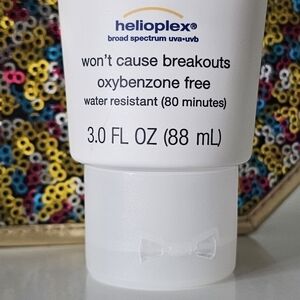 helioplex®
broad spectrum uva•uvb
won't cause breakouts
oxybenzone free
water resistant (80 minutes)
3.0 FL OZ (88 mL)